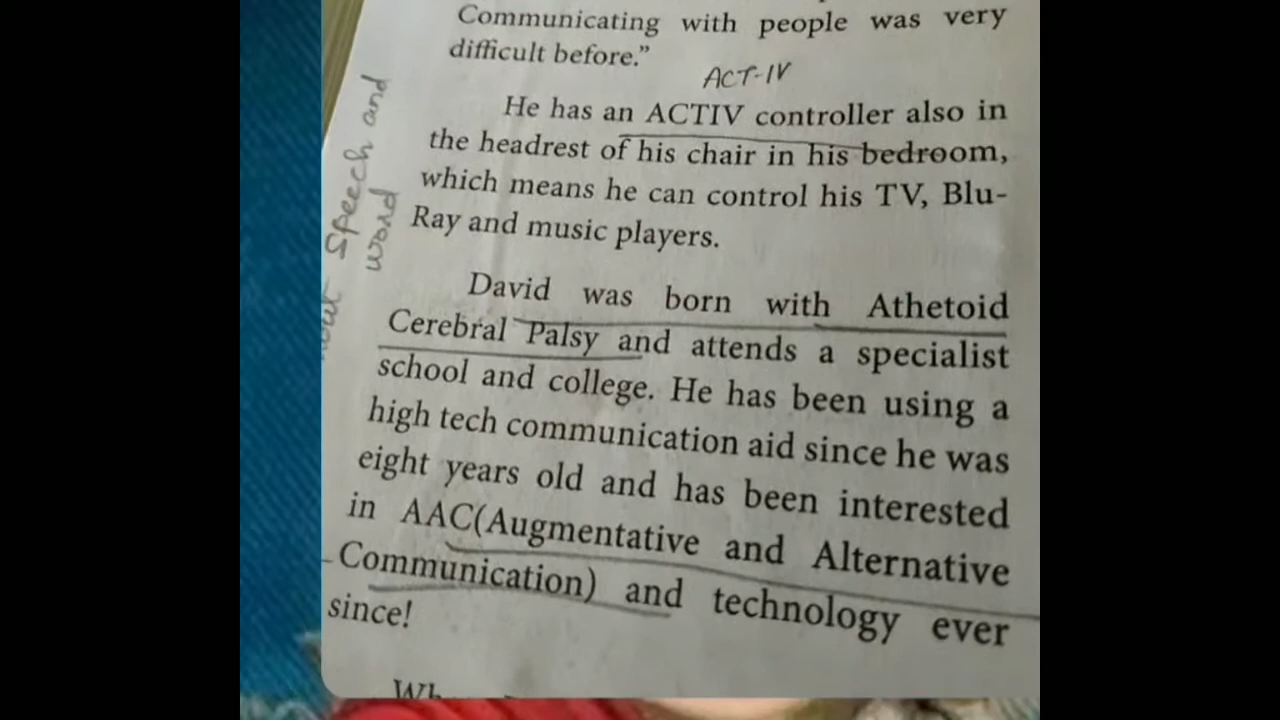 Communicating with people was very
difficult before."
ACT-IV
He has an ACTIV controller also in
the headrest of his chair in his bedroom,
which means he can control his TV, Blu-
Ray and music players.
David was born with Athetoid
Cerebral Palsy and attends a specialist
school and college. He has been using a
high tech communication aid since he was
eight years old and has been interested
in AAC(Augmentative and Alternative
Communication) and technology ever
since!
Speech and
word